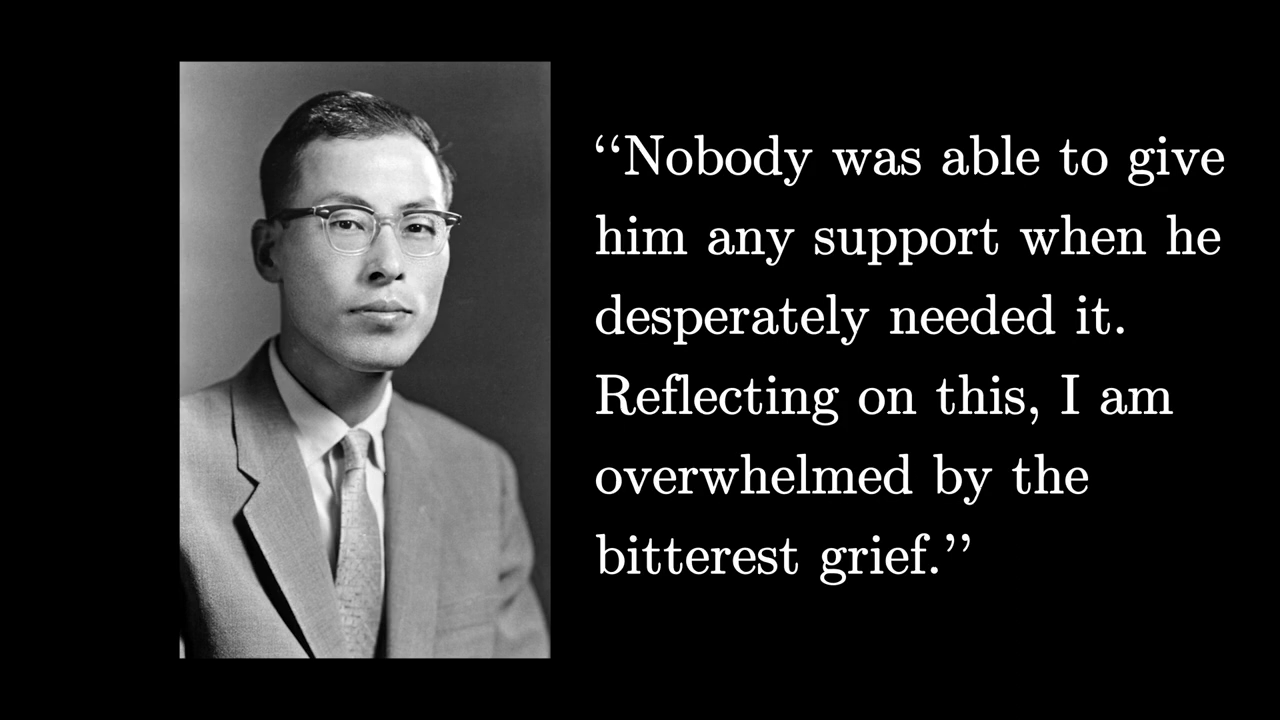 “Nobody was able to give
him any support when he
desperately needed it.
Reflecting on this, I am
overwhelmed by the
bitterest grief.”